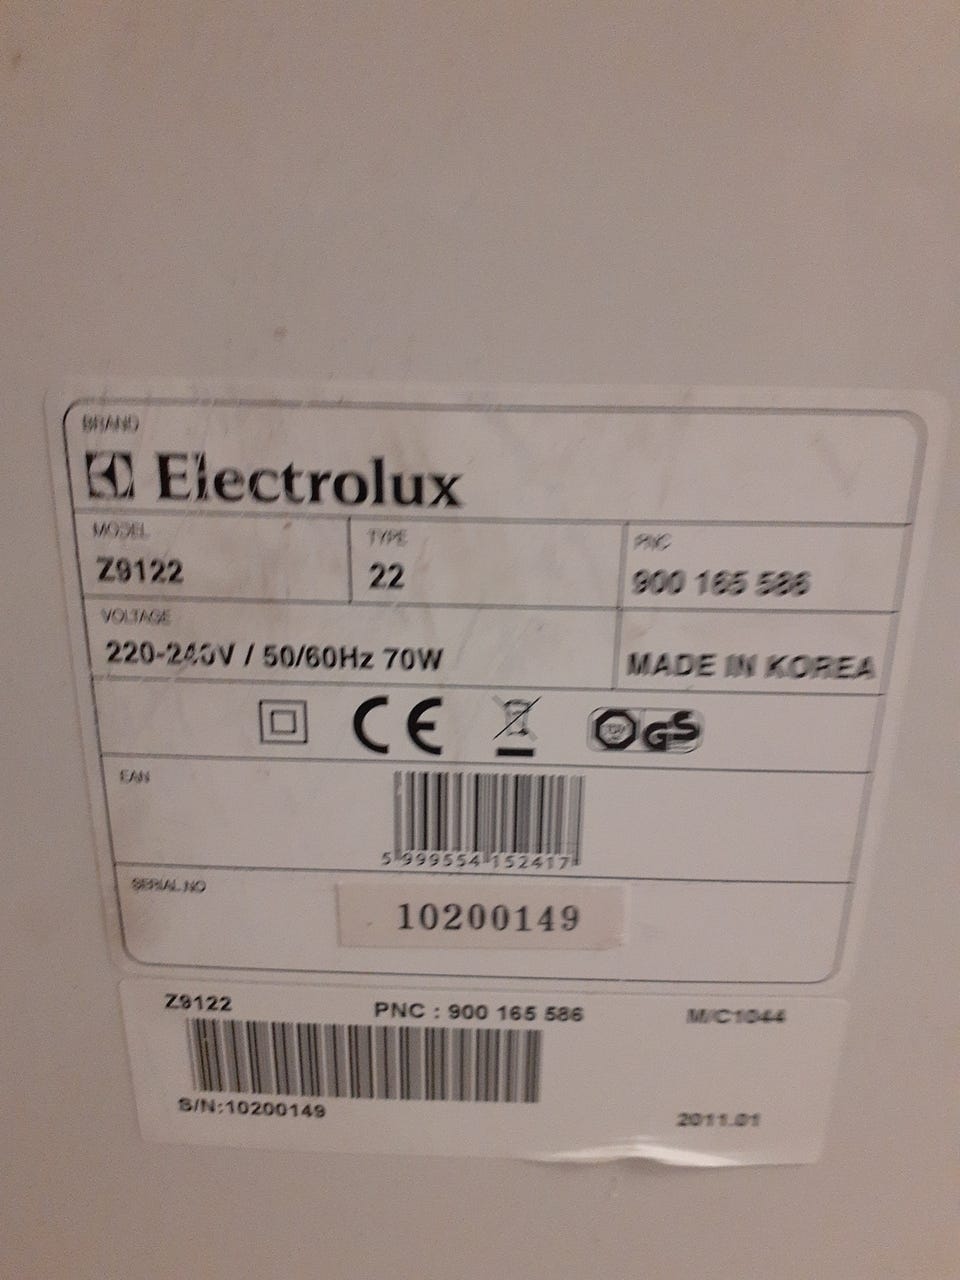 BRAND
Electrolux
MODEL TYPE PNC
Z9122 22 900 165 586
VOLTAGE
220-240V / 50/60Hz 70W MADE IN KOREA
CE TÜV GS
EAN
5 999554 152417
SERIAL NO
10200149
Z9122 PNC : 900 165 586 M/C1044
S/N:10200149 2011.01